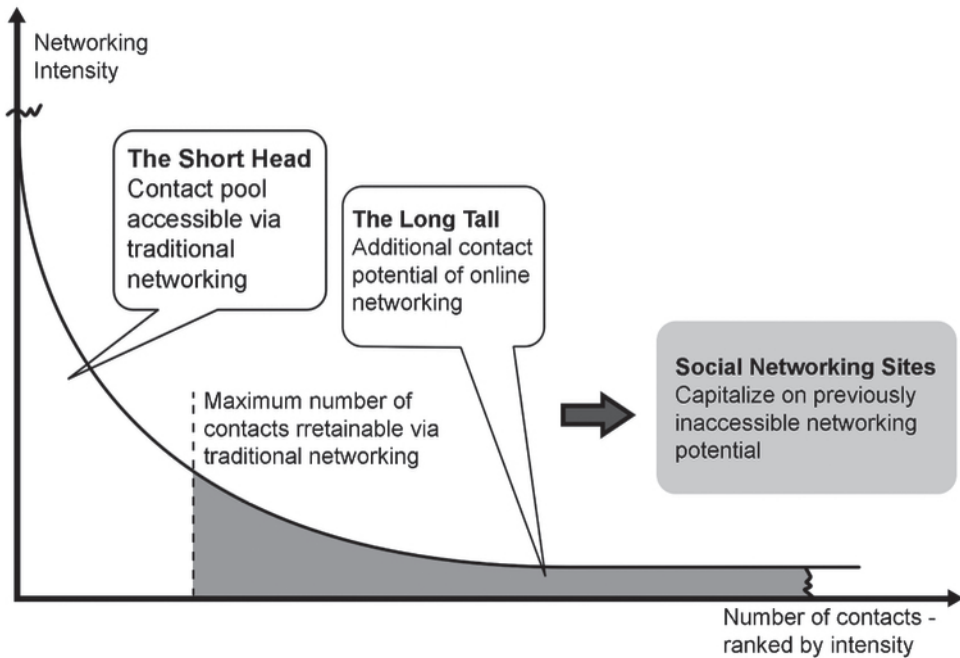 Networking
Intensity
The Short Head
Contact pool
accessible via
traditional
networking
The Long Tall
Additional contact
potential of online
networking
Social Networking Sites
Capitalize on previously
inaccessible networking
potential
Maximum number of
contacts rretainable via
traditional networking
Number of contacts -
ranked by intensity